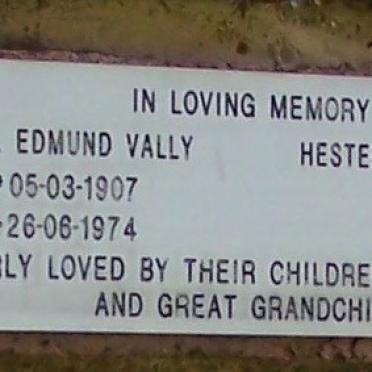 IN LOVING MEMORY
EDMUND VALLY HESTE
05-03-1907
26-06-1974
RLY LOVED BY THEIR CHILDRE
AND GREAT GRANDCHI